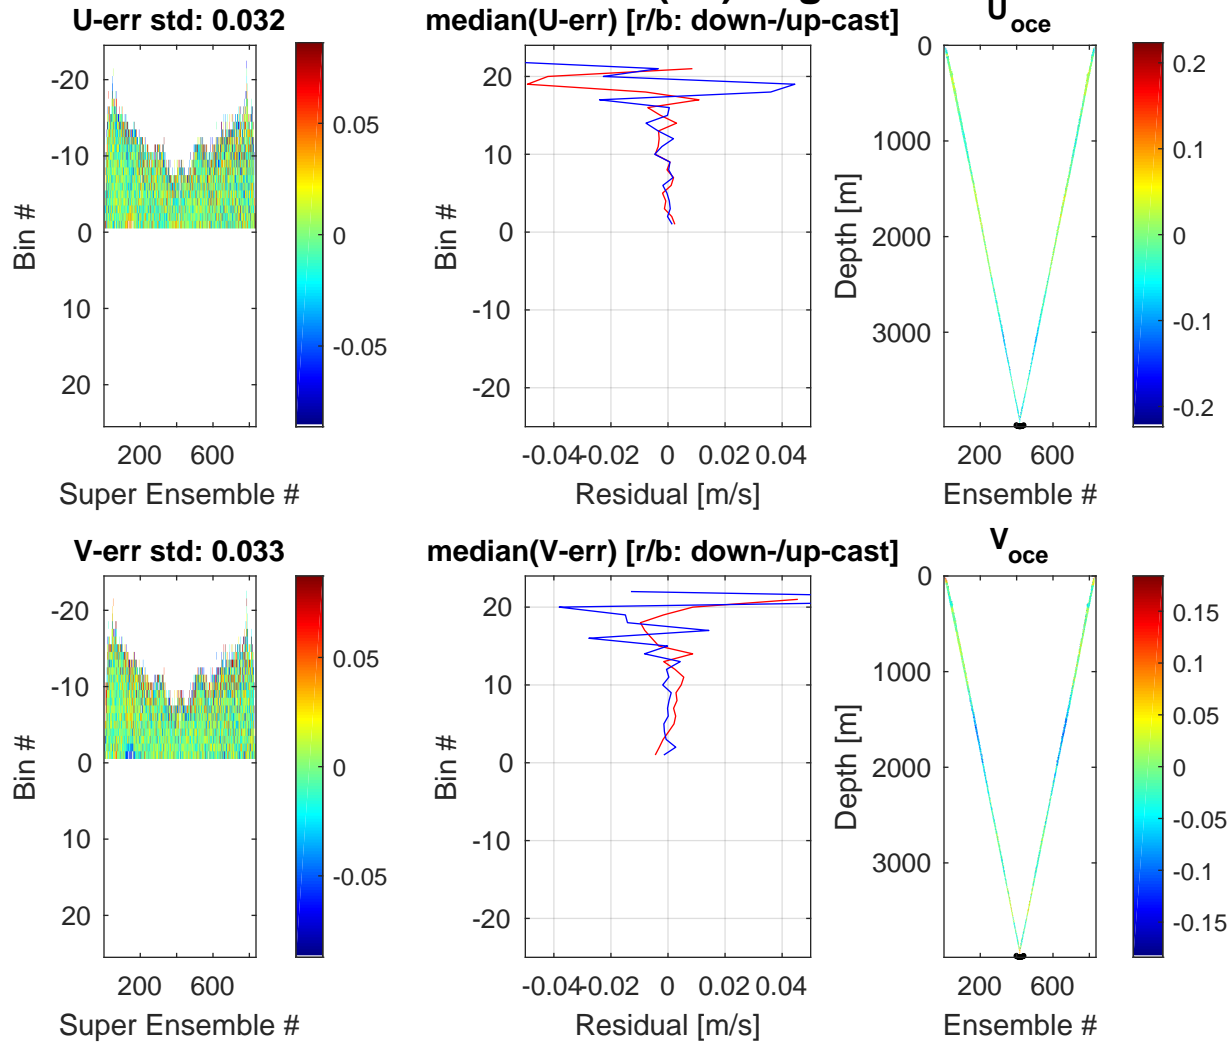 U-err std: 0.032
median(U-err) [r/b: down-/up-cast]
U oce
-20
-10
0
10
20
Bin #
200 600
Super Ensemble #
0.05
0
-0.05
20
10
0
-10
-20
Bin #
-0.04 -0.02 0 0.02 0.04
Residual [m/s]
0
1000
2000
3000
Depth [m]
200 600
Ensemble #
0.2
0.1
0
-0.1
-0.2
V-err std: 0.033
median(V-err) [r/b: down-/up-cast]
V oce
-20
-10
0
10
20
Bin #
200 600
Super Ensemble #
0.05
0
-0.05
20
10
0
-10
-20
Bin #
-0.04 -0.02 0 0.02 0.04
Residual [m/s]
0
1000
2000
3000
Depth [m]
200 600
Ensemble #
0.15
0.1
0.05
0
-0.05
-0.1
-0.15